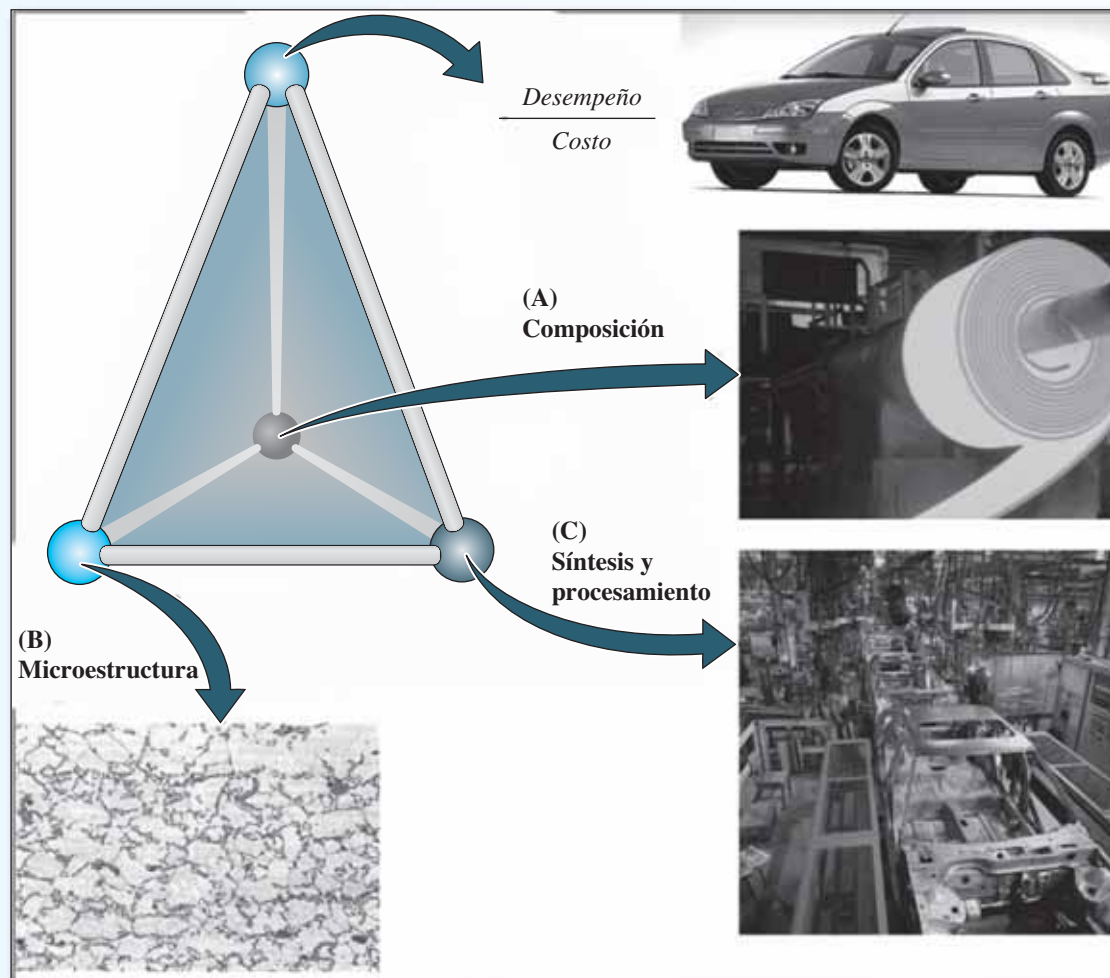 Desempeño
Costo
(A)
Composición
(C)
Síntesis y
procesamiento
(B)
Microestructura